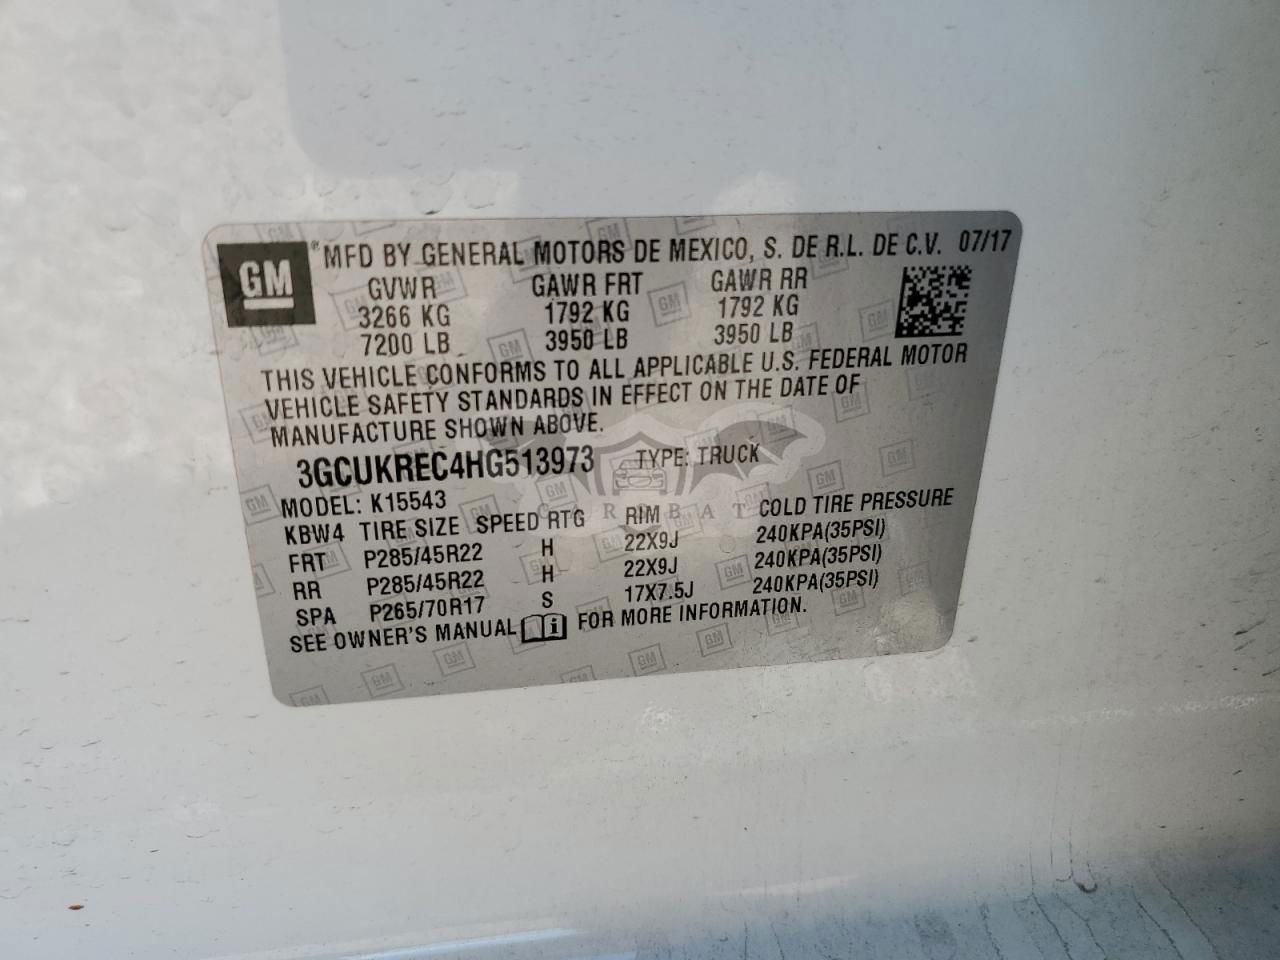 GM ® MFD BY GENERAL MOTORS DE MEXICO, S. DE R.L. DE C.V. 07/17
GVWR GAWR FRT GAWR RR
3266 KG 1792 KG 1792 KG
7200 LB 3950 LB 3950 LB
THIS VEHICLE CONFORMS TO ALL APPLICABLE U.S. FEDERAL MOTOR
VEHICLE SAFETY STANDARDS IN EFFECT ON THE DATE OF
MANUFACTURE SHOWN ABOVE.
3GCUKREC4HG513973 TYPE: TRUCK
MODEL: K15543
KBW4 TIRE SIZE SPEED RTG RIM COLD TIRE PRESSURE
FRT P285/45R22 H 22X9J 240KPA(35PSI)
RR P285/45R22 H 22X9J 240KPA(35PSI)
SPA P265/70R17 S 17X7.5J 240KPA(35PSI)
SEE OWNER'S MANUAL i FOR MORE INFORMATION.
CARBAT